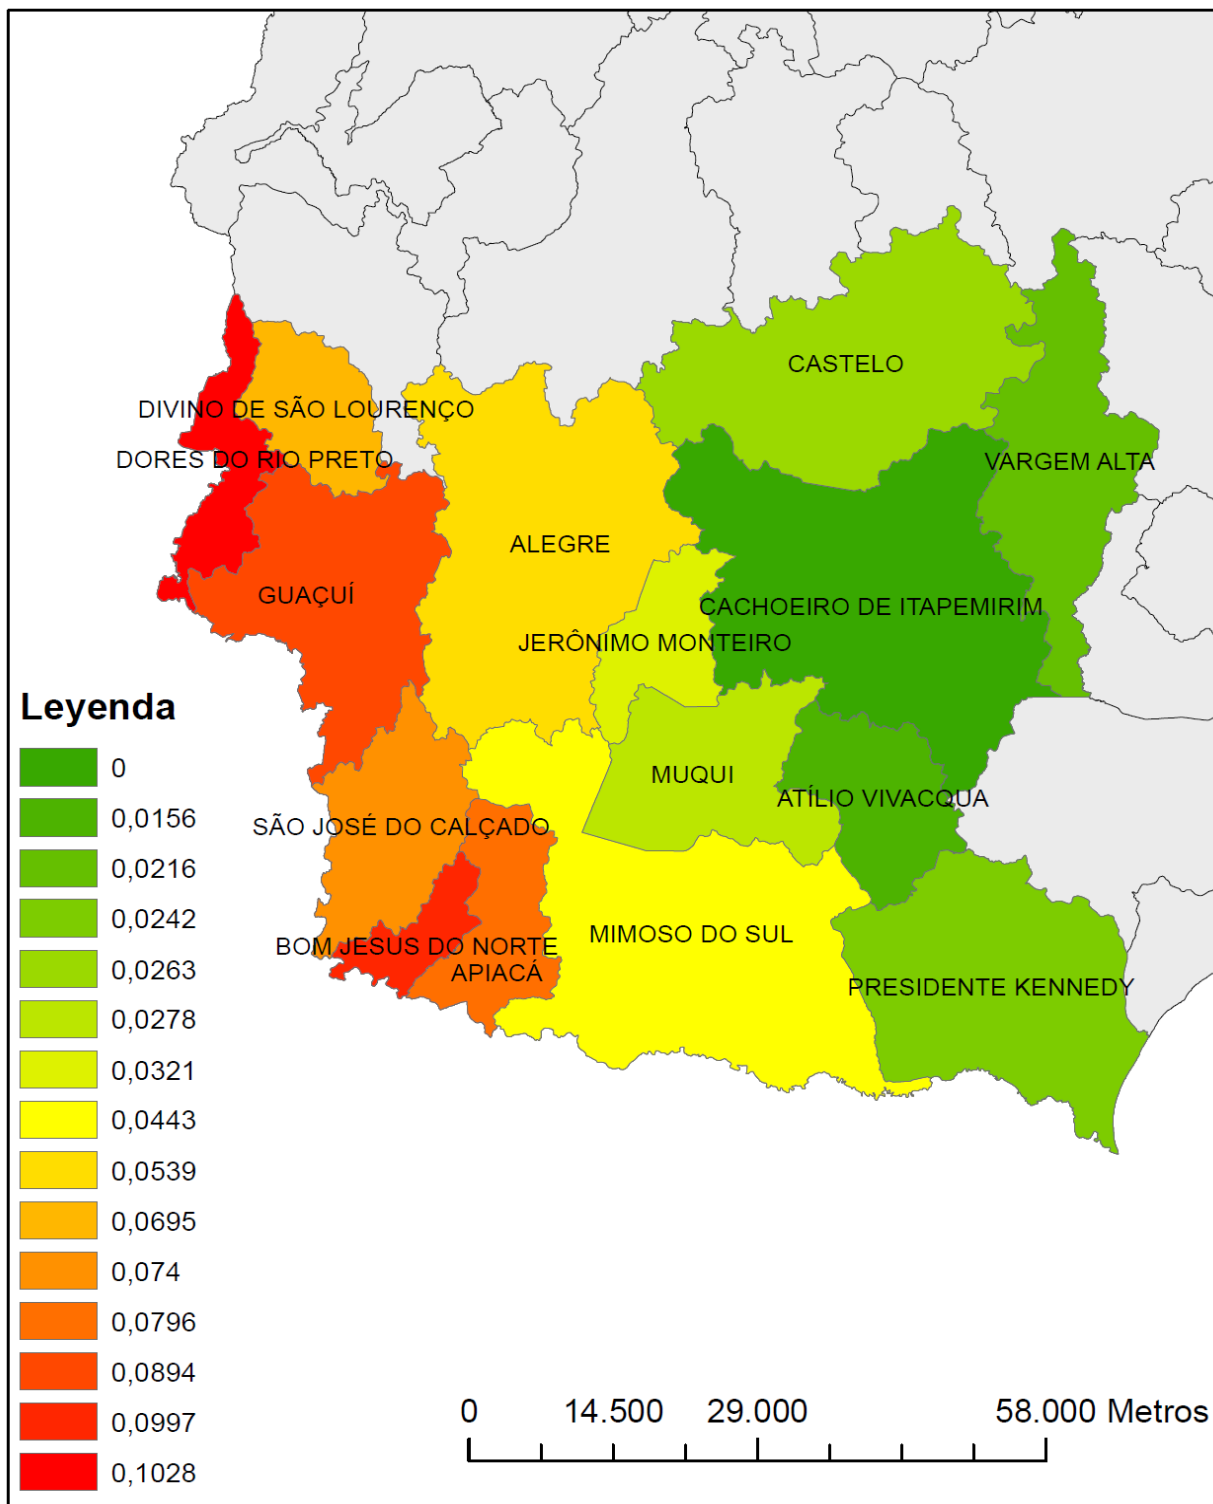 CASTELO
DIVINO DE SÃO LOURENÇO
DORES DO RIO PRETO
VARGEM ALTA
ALEGRE
GUAÇUÍ
CACHOEIRO DE ITAPEMIRIM
JERÔNIMO MONTEIRO
MUQUI
ATÍLIO VIVACQUA
SÃO JOSÉ DO CALÇADO
MIMOSO DO SUL
BOM JESUS DO NORTE
APIACÁ
PRESIDENTE KENNEDY
Leyenda
0
0,0156
0,0216
0,0242
0,0263
0,0278
0,0321
0,0443
0,0539
0,0695
0,074
0,0796
0,0894
0,0997
0,1028
0 14.500 29.000 58.000 Metros